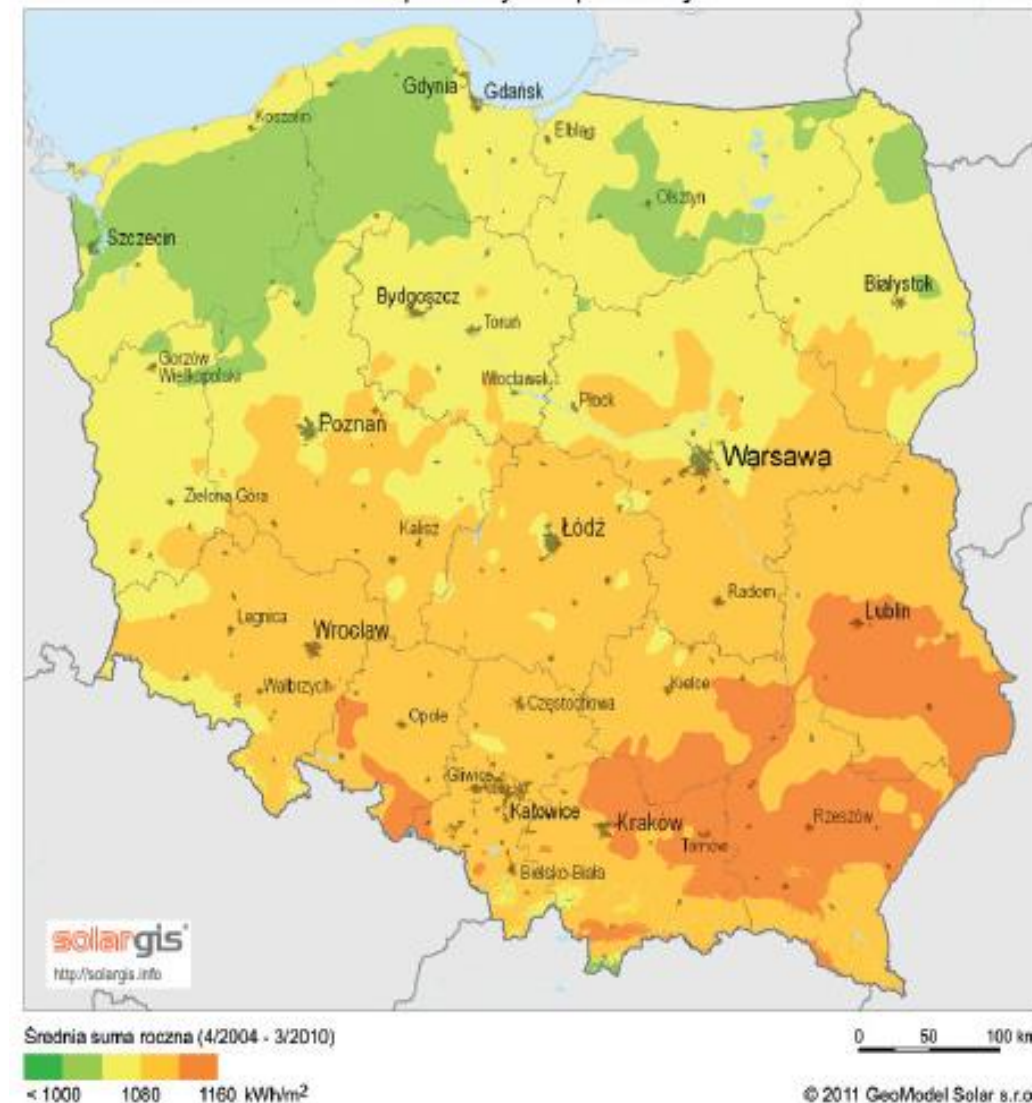 Gdynia
Gdańsk
Koszalin
Elbląg
Olsztyn
Szczecin
Białystok
Bydgoszcz
Toruń
Gorzów
Wielkopolski
Włocławek
Płock
Poznań
Warsawa
Zielona Góra
Kalisz
Łódź
Radom
Lublin
Legnica
Wrocław
Wałbrzych
Opole
Częstochowa
Kielce
Gliwice
Katowice
Kraków
Tarnów
Rzeszów
Bielsko-Biała
solargis
http://solargis.info
Średnia suma roczna (4/2004 - 3/2010)
0 50 100 km
< 1000 1080 1160 kWh/m²
© 2011 GeoModel Solar s.r.o